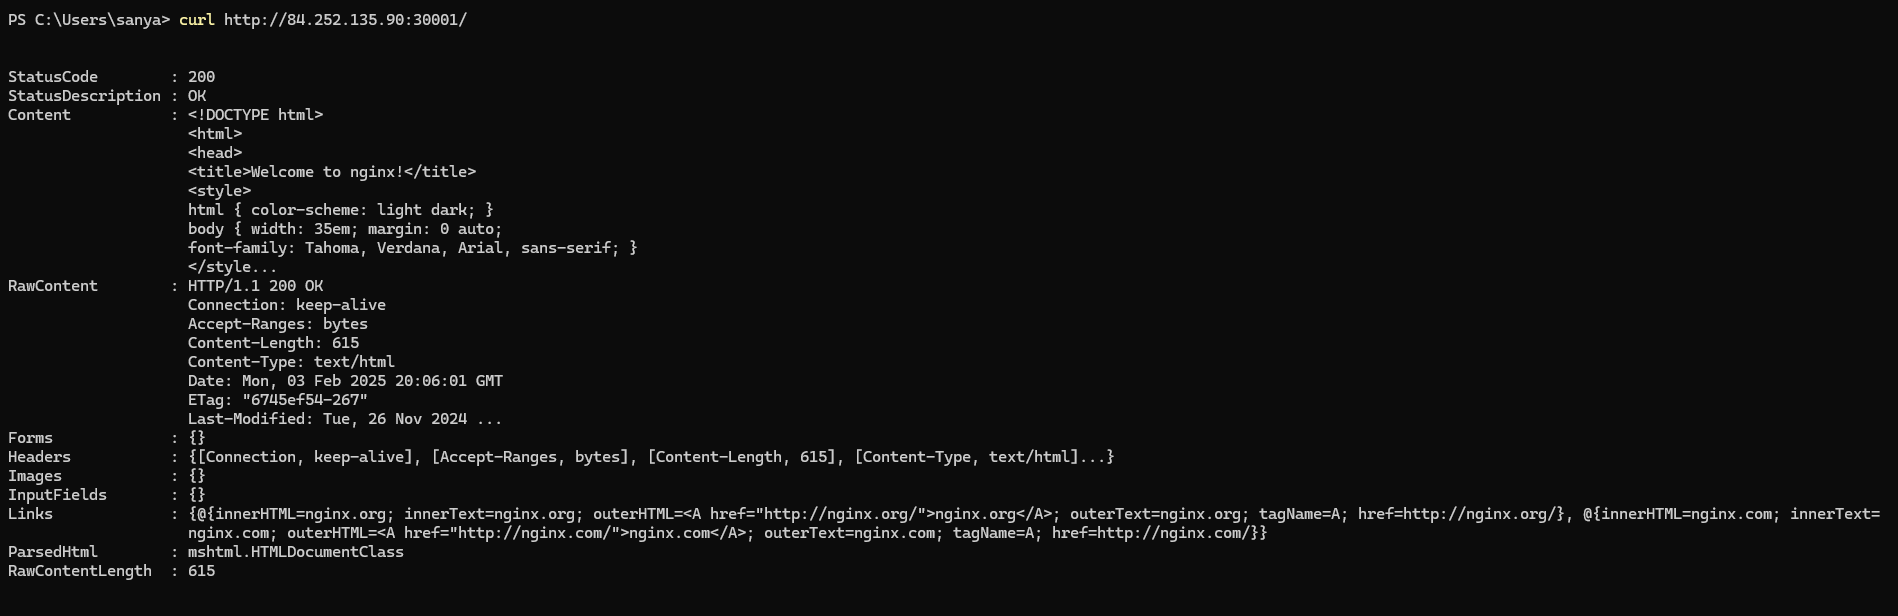 PS C:\Users\sanya> curl http://84.252.135.90:30001/
StatusCode        : 200
StatusDescription : OK
Content           : <!DOCTYPE html>
                    <html>
                    <head>
                    <title>Welcome to nginx!</title>
                    <style>
                    html { color-scheme: light dark; }
                    body { width: 35em; margin: 0 auto;
                    font-family: Tahoma, Verdana, Arial, sans-serif; }
                    </style...
RawContent        : HTTP/1.1 200 OK
                    Connection: keep-alive
                    Accept-Ranges: bytes
                    Content-Length: 615
                    Content-Type: text/html
                    Date: Mon, 03 Feb 2025 20:06:01 GMT
                    ETag: "6745ef54-267"
                    Last-Modified: Tue, 26 Nov 2024 ...
Forms             : {}
Headers           : {[Connection, keep-alive], [Accept-Ranges, bytes], [Content-Length, 615], [Content-Type, text/html]...}
Images            : {}
InputFields       : {}
Links             : {@{innerHTML=nginx.org; innerText=nginx.org; outerHTML=<A href="http://nginx.org/">nginx.org</A>; outerText=nginx.org; tagName=A; href=http://nginx.org/}, @{innerHTML=nginx.com; innerText=
                    nginx.com; outerHTML=<A href="http://nginx.com/">nginx.com</A>; outerText=nginx.com; tagName=A; href=http://nginx.com/}}
ParsedHtml        : mshtml.HTMLDocumentClass
RawContentLength  : 615